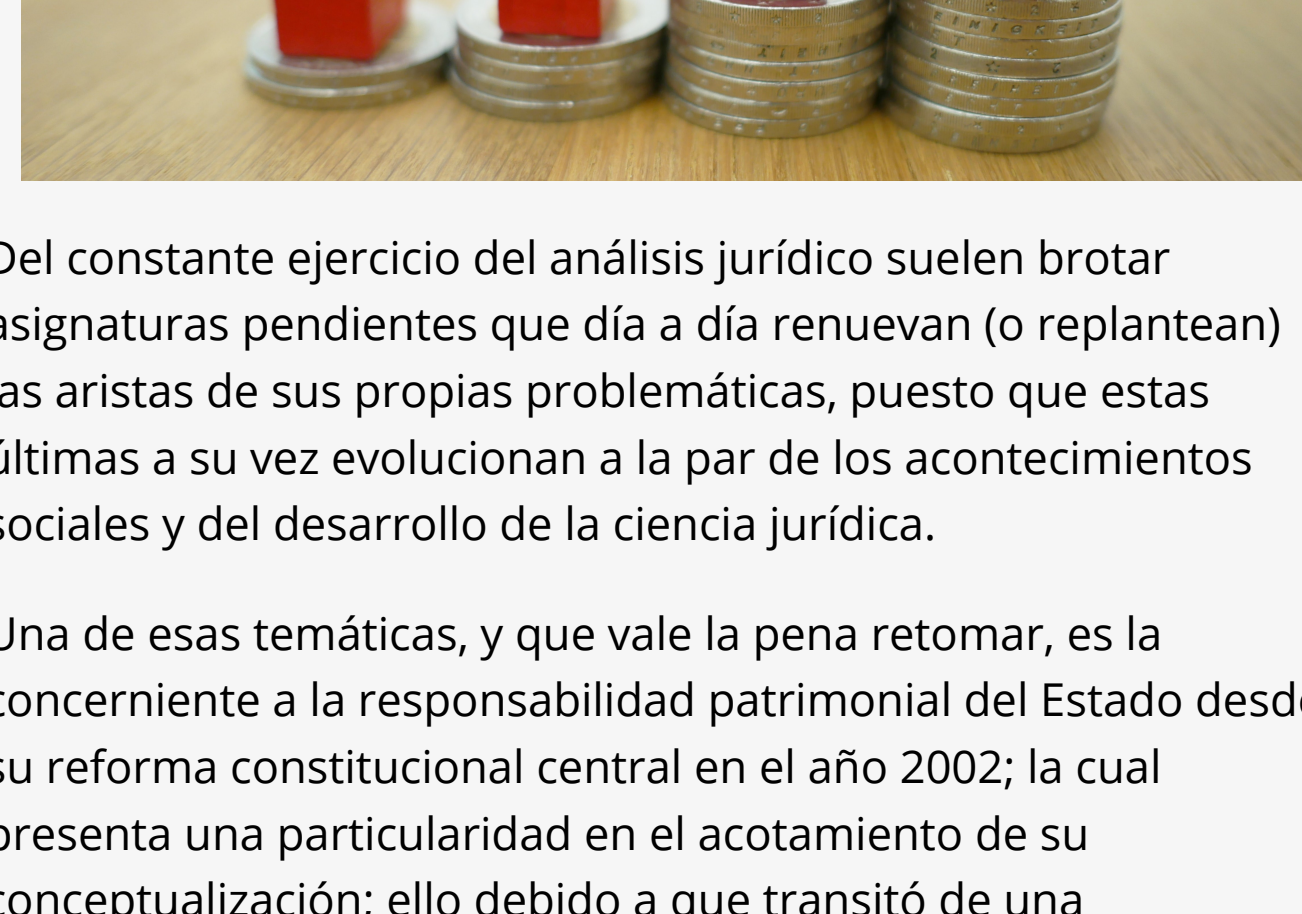 Del constante ejercicio del análisis jurídico suelen brotar
asignaturas pendientes que día a día renuevan (o replantean)
las aristas de sus propias problemáticas, puesto que estas
últimas a su vez evolucionan a la par de los acontecimientos
sociales y del desarrollo de la ciencia jurídica.
Una de esas temáticas, y que vale la pena retomar, es la
concerniente a la responsabilidad patrimonial del Estado desde
su reforma constitucional central en el año 2002; la cual
presenta una particularidad en el acotamiento de su
conceptualización; ello debido a que transitó de una